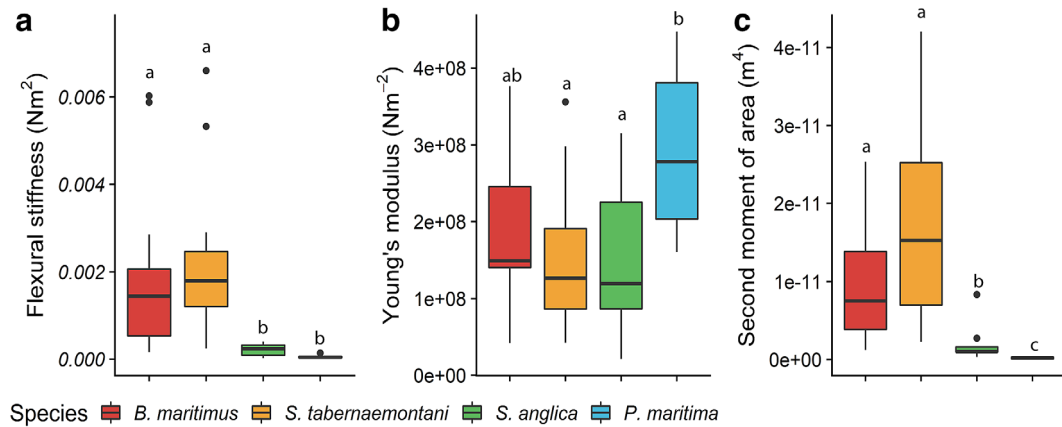 a
Flexural stiffness (Nm2)
0.006
0.004
0.002
0.000
a
a
b
b
b
Young's modulus (Nm−2)
4e+08
3e+08
2e+08
1e+08
0e+00
ab
a
a
b
c
Second moment of area (m4)
4e-11
3e-11
2e-11
1e-11
0e+00
a
a
b
c
Species B. maritimus S. tabernaemontani S. anglica P. maritima